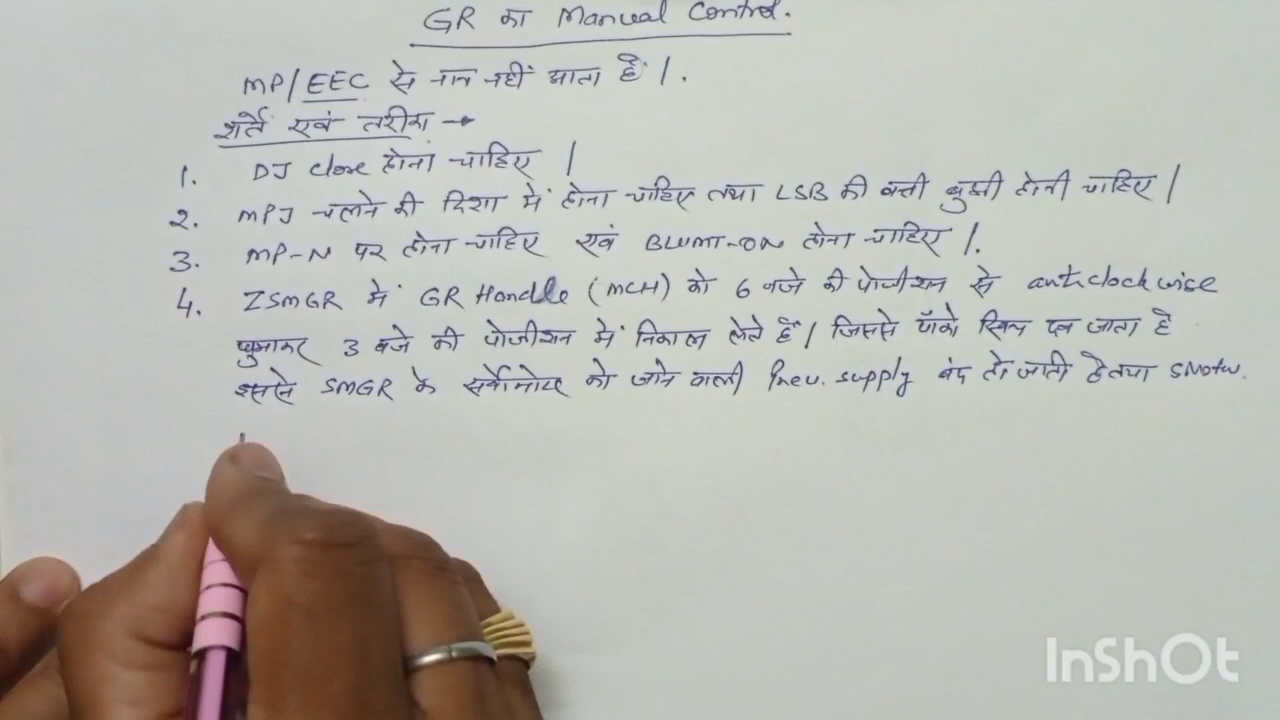 GR का Manual Control.
MP/EEC से नाच नहीं आता है।.
शर्ते एवं तरीका →
1. DJ close होना चाहिए।
2. MPJ चलने की दिशा में होना चाहिए तथा LSB की बत्ती बुझी होनी चाहिए।
3. MP-N पर होना चाहिए एवं BLVMT-ON होना चाहिए।.
4. ZSMGR में GR Handle (MCH) को 6 बजे की पोजीशन से anticlockwise
घुमाकर 3 बजे की पोजीशन में निकाल लेते हैं। जिससे पॅको स्विच दब जाता है
इससे SMGR के सर्वोमोटर को जाने वाली Pneu. supply बंद हो जाती है तथा
InShOt